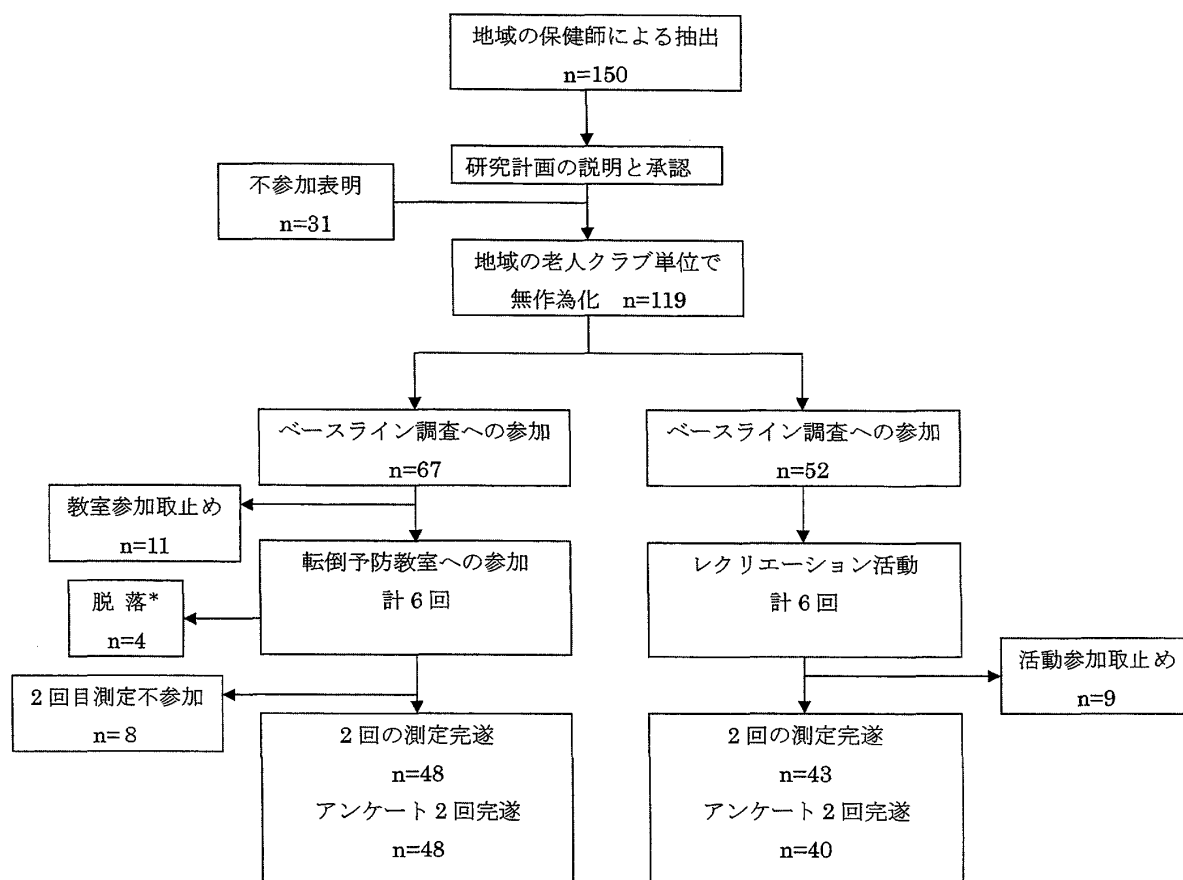 地域の保健師による抽出
n=150
研究計画の説明と承認
不参加表明
n=31
地域の老人クラブ単位で
無作為化　n=119
ベースライン調査への参加
n=67
ベースライン調査への参加
n=52
教室参加取止め
n=11
転倒予防教室への参加
計6回
レクリエーション活動
計6回
脱 落*
n=4
活動参加取止め
n=9
2回目測定不参加
n=8
2回の測定完遂
n=48
アンケート2回完遂
n=48
2回の測定完遂
n=43
アンケート2回完遂
n=40